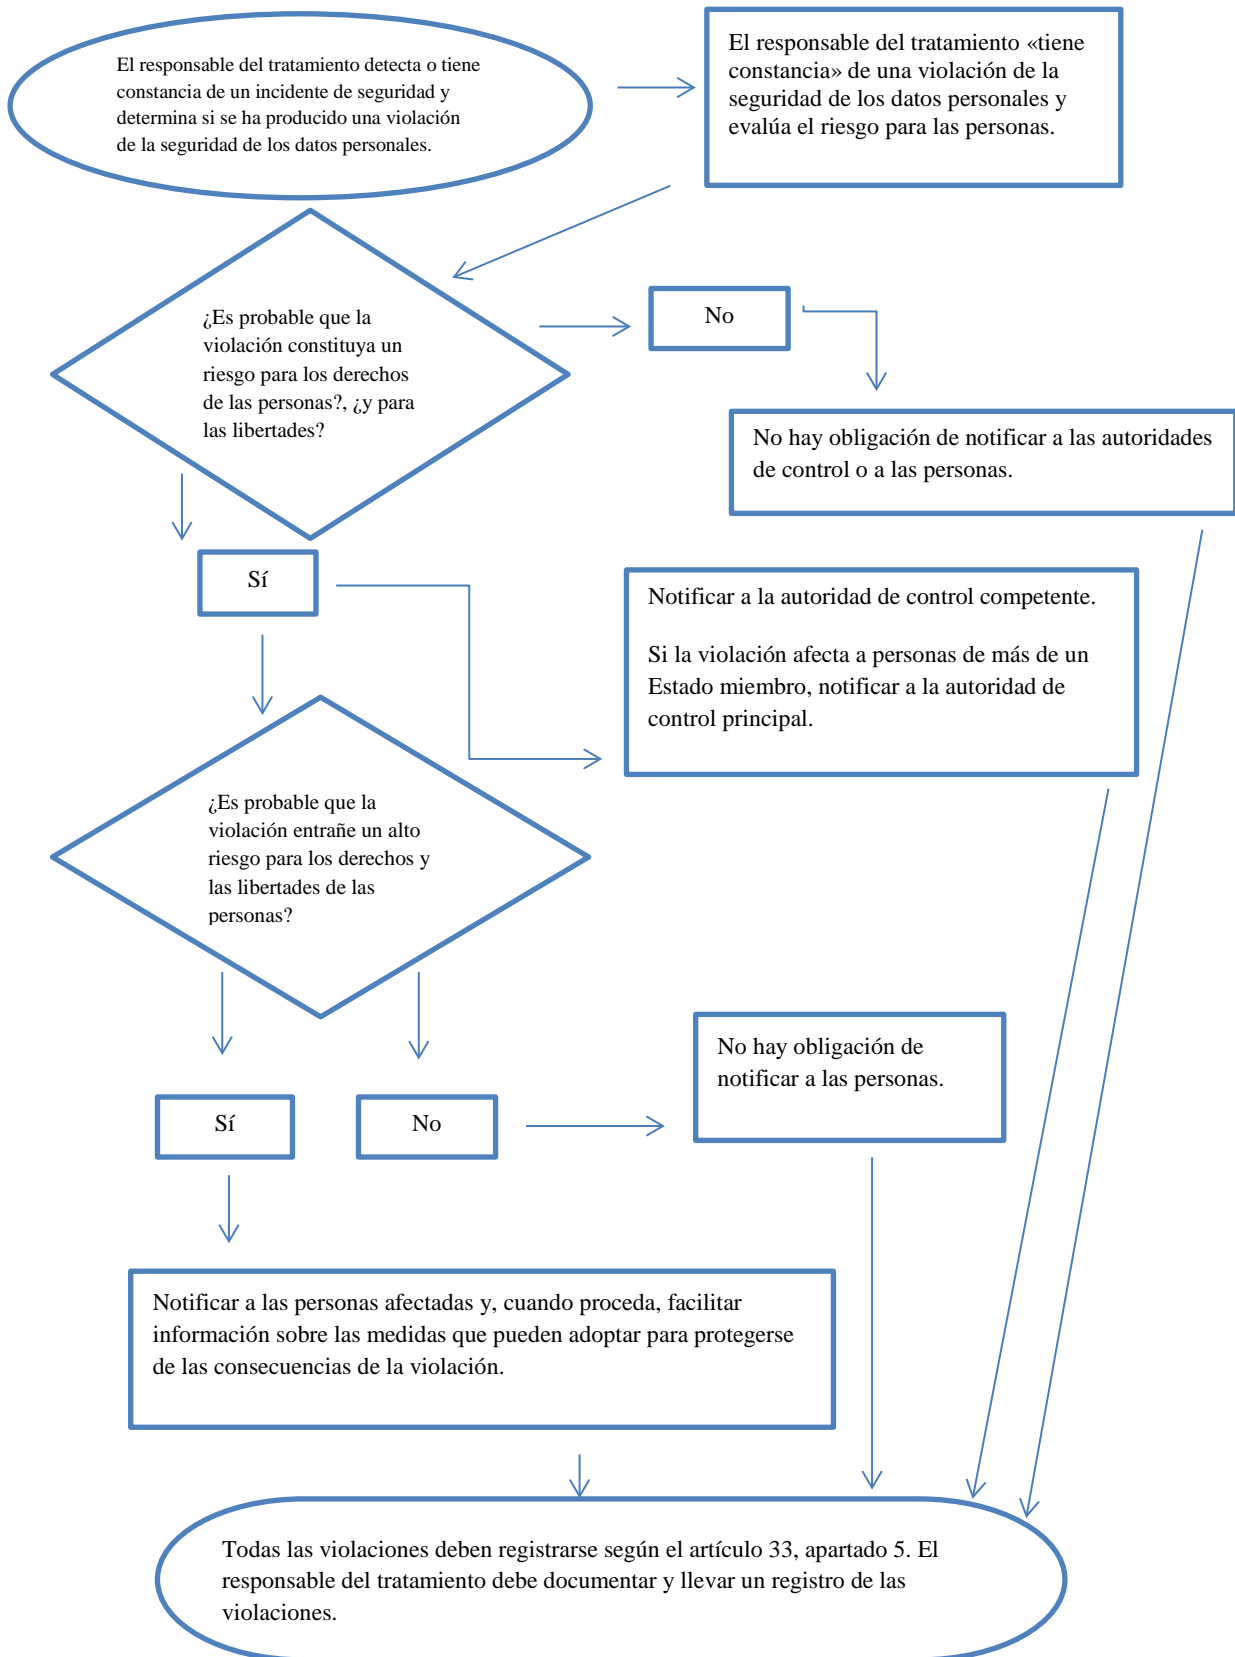 El responsable del tratamiento detecta o tiene
constancia de un incidente de seguridad y
determina si se ha producido una violación
de la seguridad de los datos personales.
El responsable del tratamiento «tiene
constancia» de una violación de la
seguridad de los datos personales y
evalúa el riesgo para las personas.
¿Es probable que la
violación constituya un
riesgo para los derechos
de las personas?, ¿y para
las libertades?
No
No hay obligación de notificar a las autoridades
de control o a las personas.
Sí
Notificar a la autoridad de control competente.
Si la violación afecta a personas de más de un
Estado miembro, notificar a la autoridad de
control principal.
¿Es probable que la
violación entrañe un alto
riesgo para los derechos y
las libertades de las
personas?
Sí
No
No hay obligación de
notificar a las personas.
Notificar a las personas afectadas y, cuando proceda, facilitar
información sobre las medidas que pueden adoptar para protegerse
de las consecuencias de la violación.
Todas las violaciones deben registrarse según el artículo 33, apartado 5. El
responsable del tratamiento debe documentar y llevar un registro de las
violaciones.